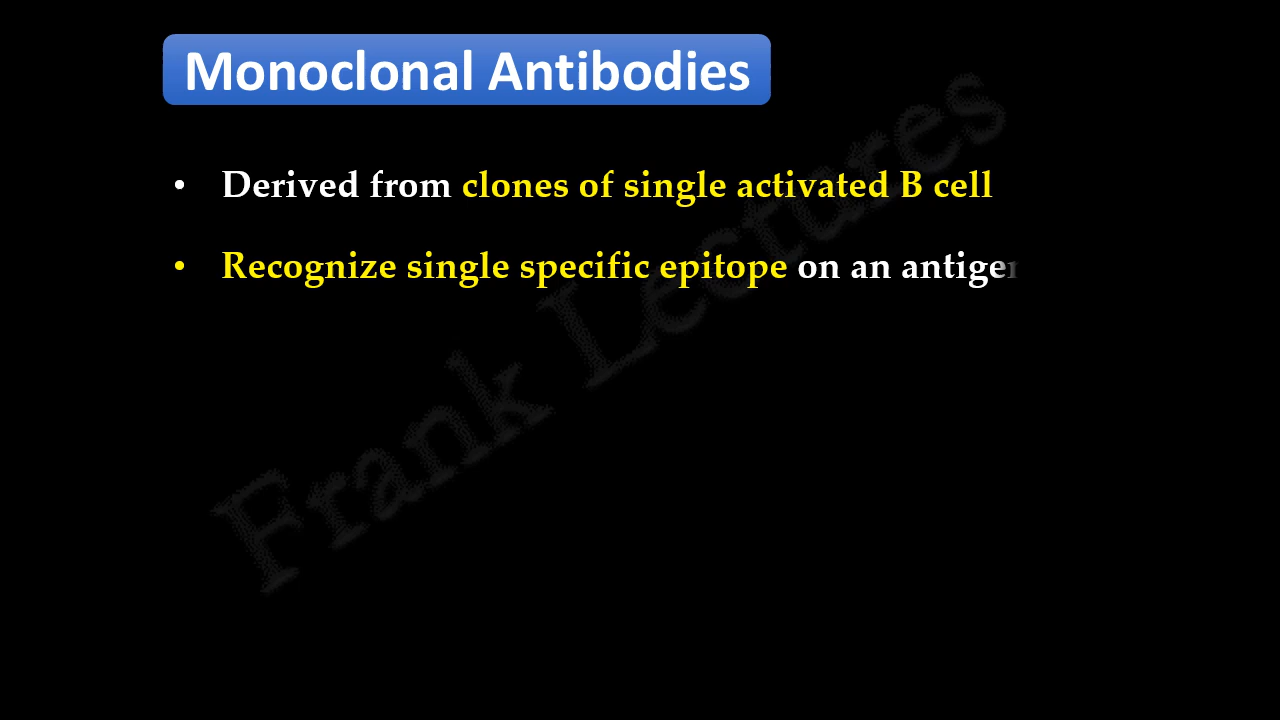 Monoclonal Antibodies
• Derived from clones of single activated B cell
• Recognize single specific epitope on an antigen
Frank Lectures